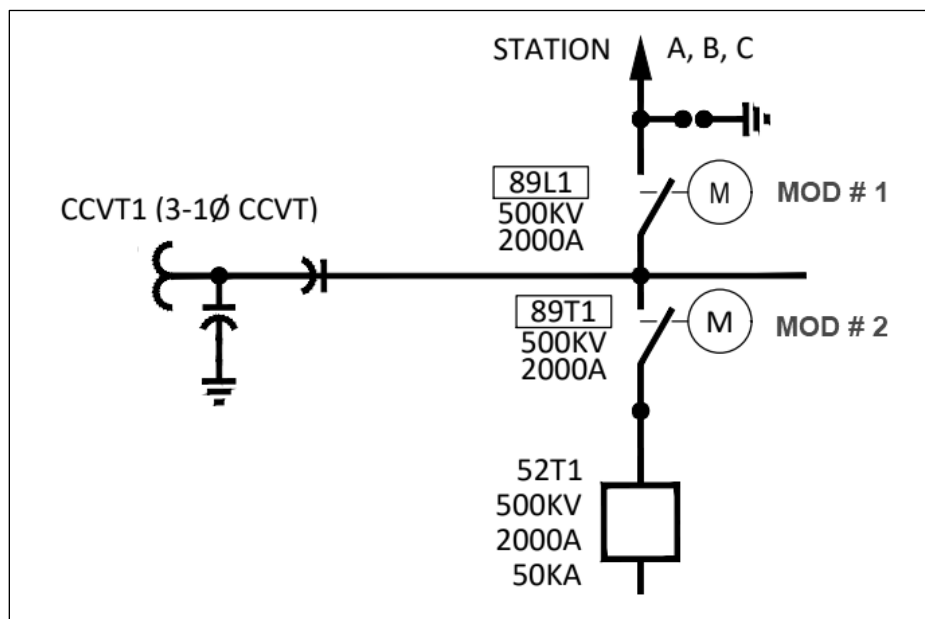 STATION A, B, C
89L1
500KV
2000A
M
MOD # 1
CCVT1 (3-1Ø CCVT)
89T1
500KV
2000A
M
MOD # 2
52T1
500KV
2000A
50KA